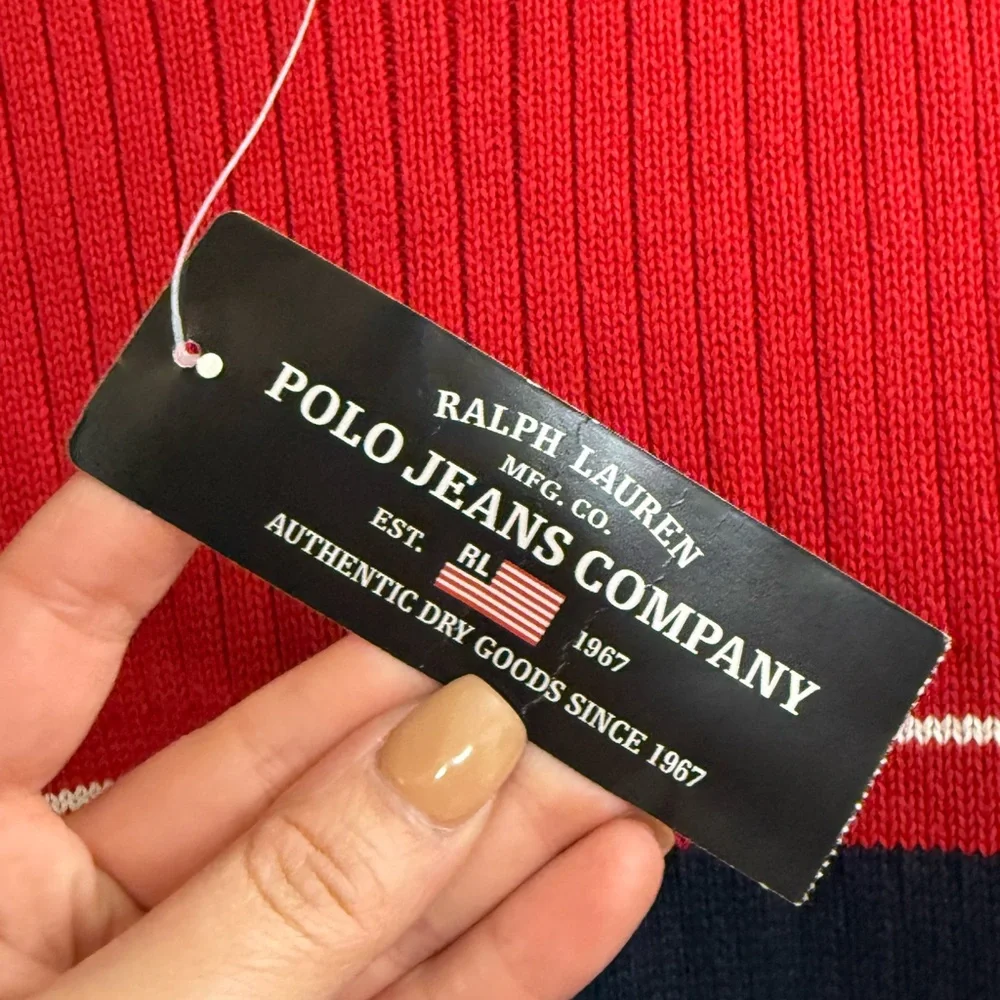 RALPH LAUREN
MFG. CO.
POLO JEANS COMPANY
EST. RL 1967
AUTHENTIC DRY GOODS SINCE 1967